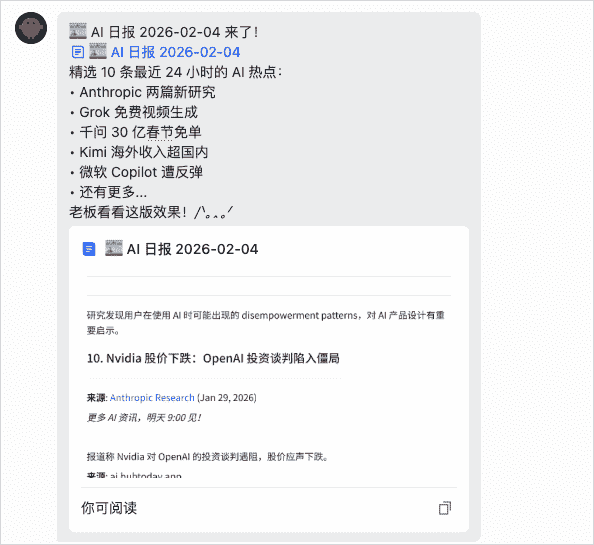 AI 日报 2026-02-04 来了!
AI 日报 2026-02-04
精选 10 条最近 24 小时的 AI 热点:
• Anthropic 两篇新研究
• Grok 免费视频生成
• 千问 30 亿春节免单
• Kimi 海外收入超国内
• 微软 Copilot 遭反弹
• 还有更多...
老板看看这版效果! /ᐠ｡ꞈ｡ᐟ
AI 日报 2026-02-04
研究发现用户在使用 AI 时可能出现的 disempowerment patterns，对 AI 产品设计有重
要启示。
10. Nvidia 股价下跌：OpenAI 投资谈判陷入僵局
来源: Anthropic Research (Jan 29, 2026)
更多 AI 资讯，明天 9:00 见!
报道称 Nvidia 对 OpenAI 的投资谈判遇阻，股价应声下跌。
来源: ai.hubtoday.app
你可阅读